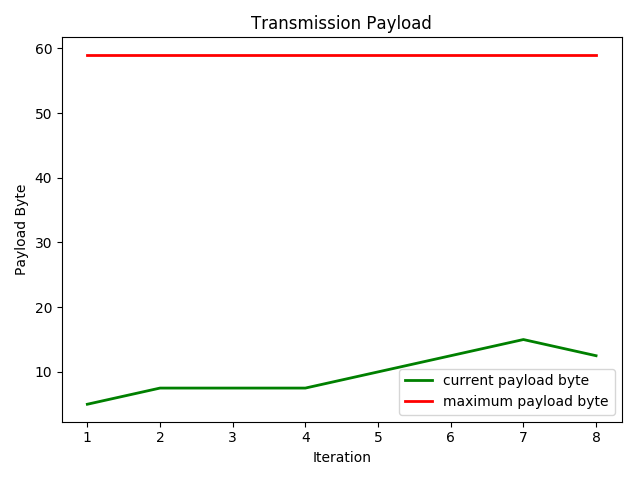 Transmission Payload
60
50
40
30
20
10
Payload Byte
current payload byte
maximum payload byte
1 2 3 4 5 6 7 8
Iteration